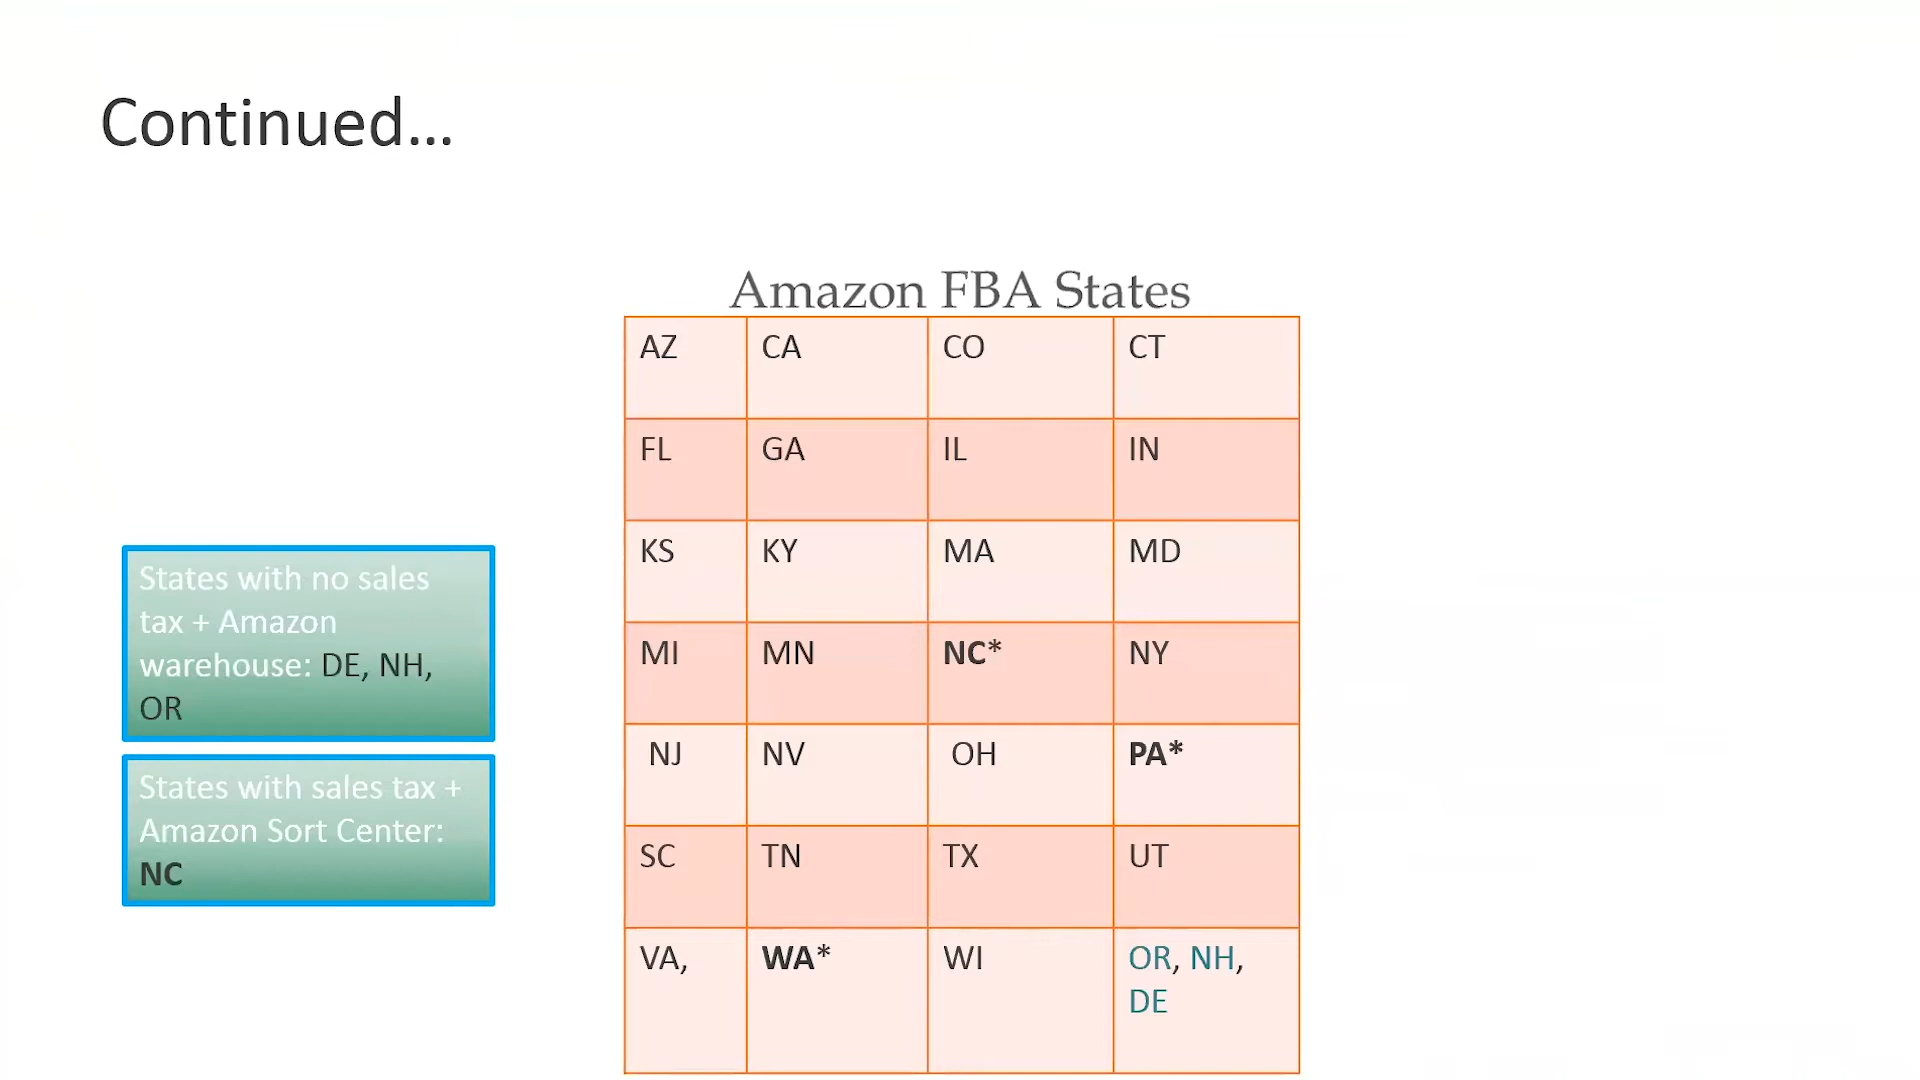 Continued...
Amazon FBA States
AZ CA CO CT
FL GA IL IN
KS KY MA MD
MI MN NC* NY
NJ NV OH PA*
SC TN TX UT
VA, WA* WI OR, NH,
DE
States with no sales
tax + Amazon
warehouse: DE, NH,
OR
States with sales tax +
Amazon Sort Center:
NC